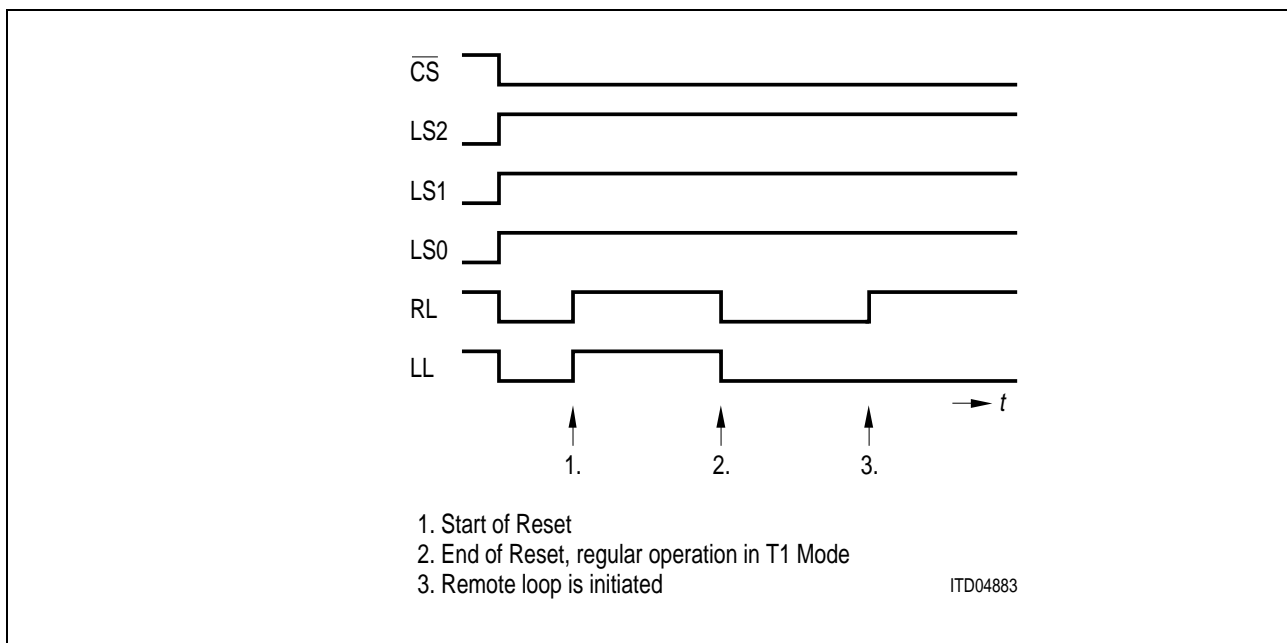 C̅S̅
LS2
LS1
LS0
RL
LL
t
1. 2. 3.
1. Start of Reset
2. End of Reset, regular operation in T1 Mode
3. Remote loop is initiated
ITD04883